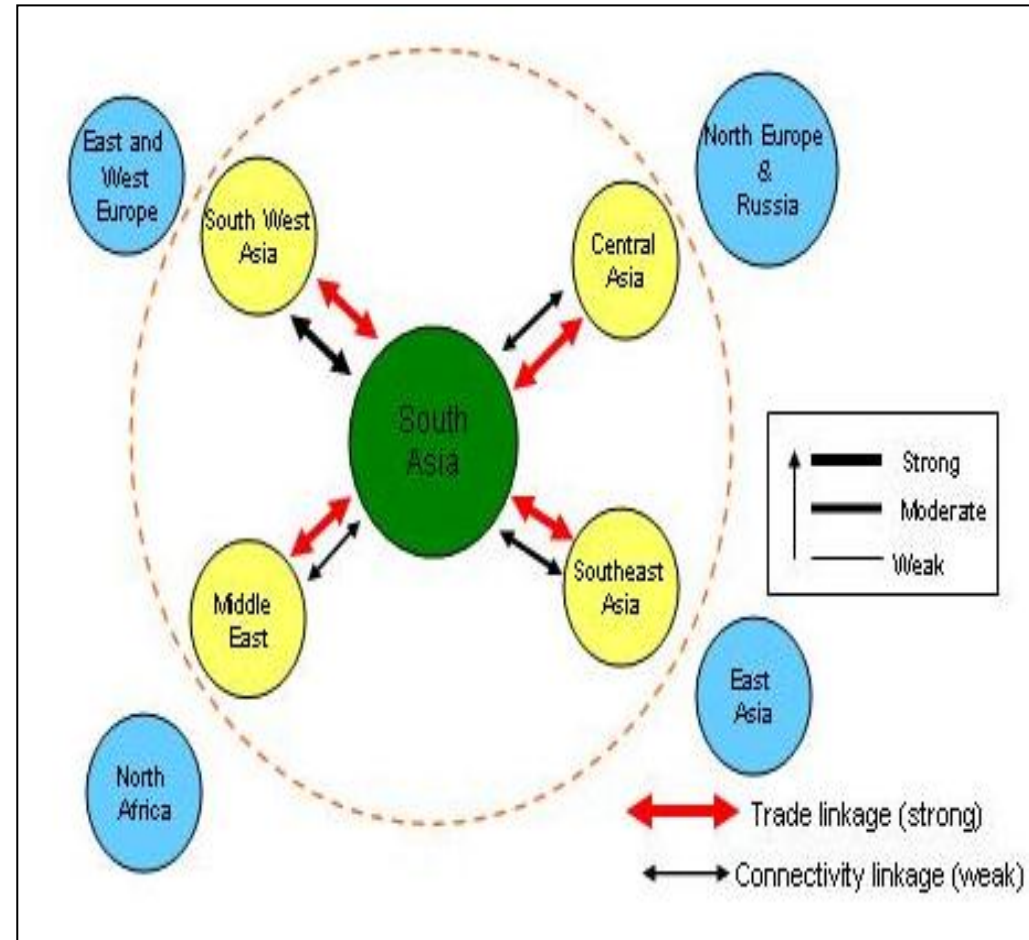 East and
West
Europe
North Europe
&
Russia
South West
Asia
Central
Asia
South
Asia
Strong
Moderate
Weak
Middle
East
Southeast
Asia
East
Asia
North
Africa
Trade linkage (strong)
Connectivity linkage (weak)